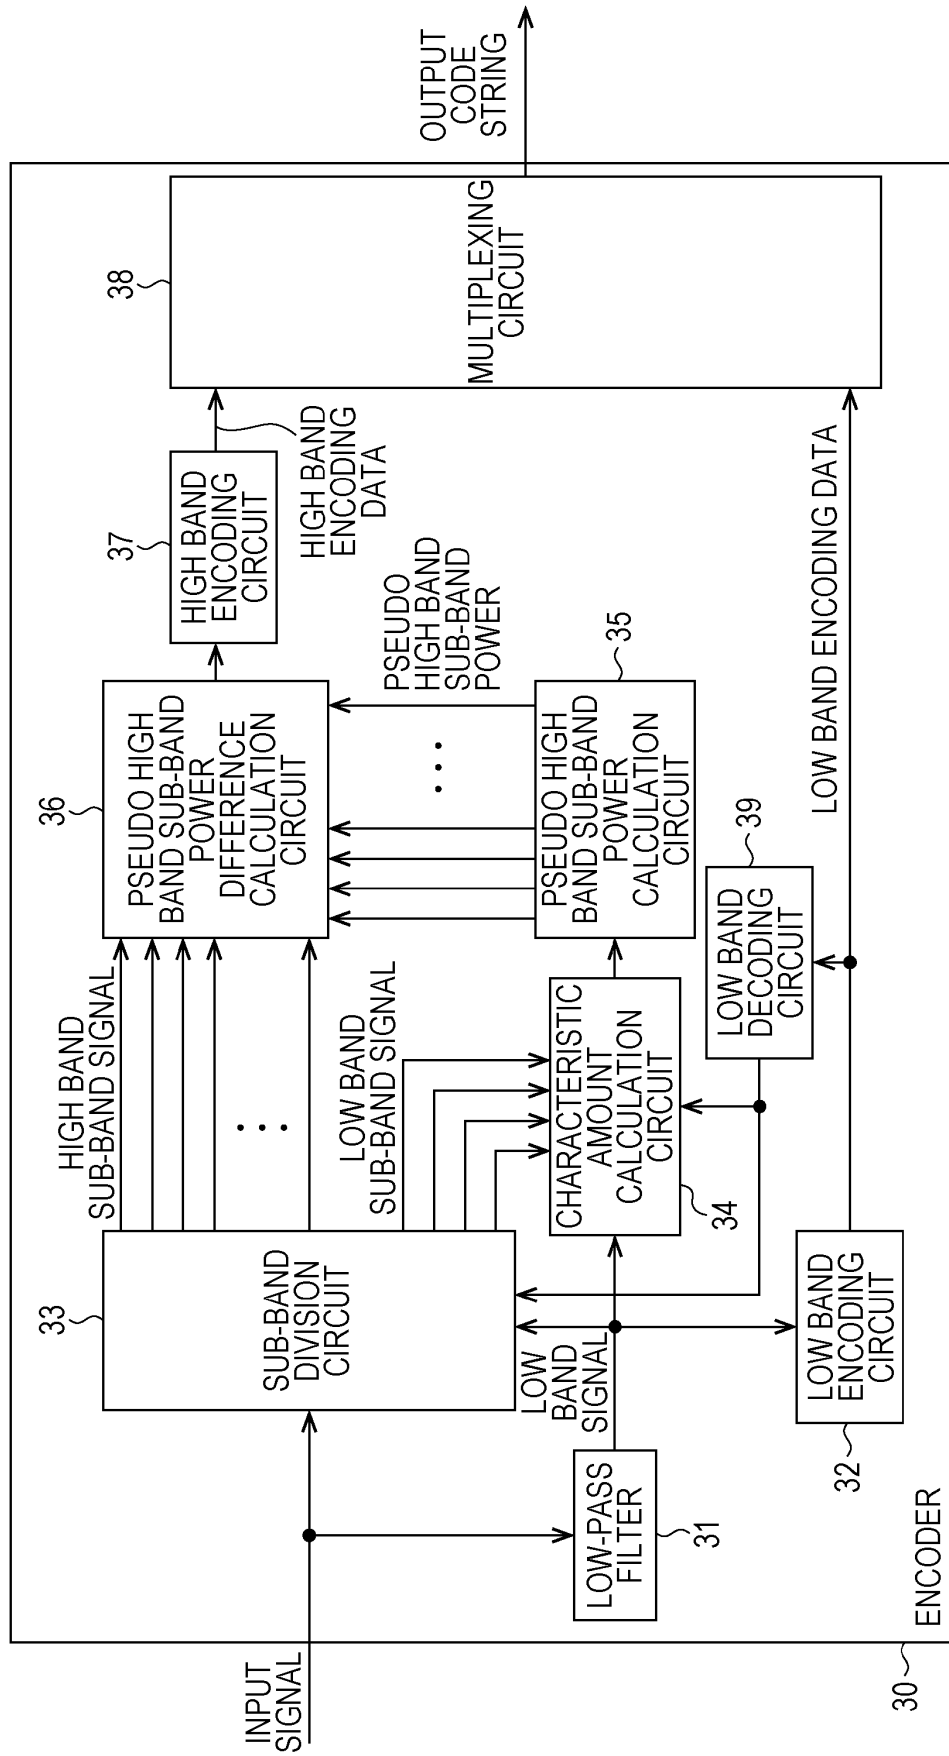 INPUT
SIGNAL
30
ENCODER
33
SUB-BAND
DIVISION
CIRCUIT
LOW-PASS
FILTER
31
LOW
BAND
SIGNAL
LOW BAND
ENCODING
CIRCUIT
32
HIGH BAND
SUB-BAND SIGNAL
LOW BAND
SUB-BAND SIGNAL
CHARACTERISTIC
AMOUNT
CALCULATION
CIRCUIT
34
LOW BAND
DECODING
CIRCUIT
39
36
PSEUDO HIGH
BAND SUB-BAND
POWER
DIFFERENCE
CALCULATION
CIRCUIT
PSEUDO
HIGH BAND
SUB-BAND
POWER
PSEUDO HIGH
BAND SUB-BAND
POWER
CALCULATION
CIRCUIT
35
37
HIGH BAND
ENCODING
CIRCUIT
HIGH BAND
ENCODING
DATA
LOW BAND ENCODING DATA
38
MULTIPLEXING
CIRCUIT
OUTPUT
CODE
STRING